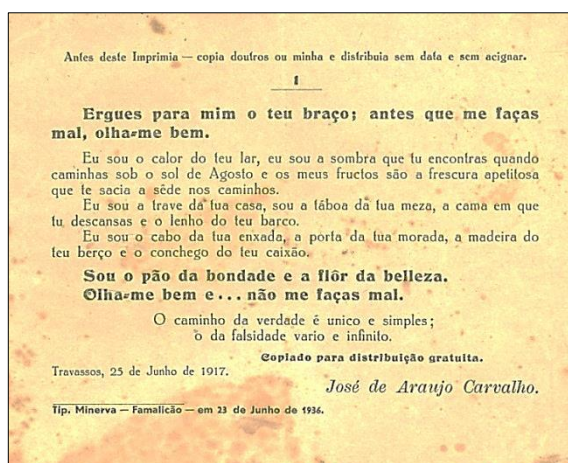 Antes deste Imprimia — copia doutros ou minha e distribuia sem data e sem acignar.
1
Ergues para mim o teu braço; antes que me faças
mal, olha-me bem.
Eu sou o calor do teu lar, eu sou a sombra que tu encontras quando
caminhas sob o sol de Agosto e os meus fructos são a frescura apetitosa
que te sacia a sêde nos caminhos.
Eu sou a trave da tua casa, sou a táboa da tua meza, a cama em que
tu descansas e o lenho do teu barco.
Eu sou o cabo da tua enxada, a porta da tua morada, a madeira do
teu berço e o conchego do teu caixão.
Sou o pão da bondade e a flôr da belleza.
Olha-me bem e... não me faças mal.
O caminho da verdade é unico e simples;
o da falsidade vario e infinito.
Copiado para distribuição gratuita.
Travassos, 25 de Junho de 1917.
José de Araujo Carvalho.
Tip. Minerva — Famalicão — em 23 de Junho de 1936.